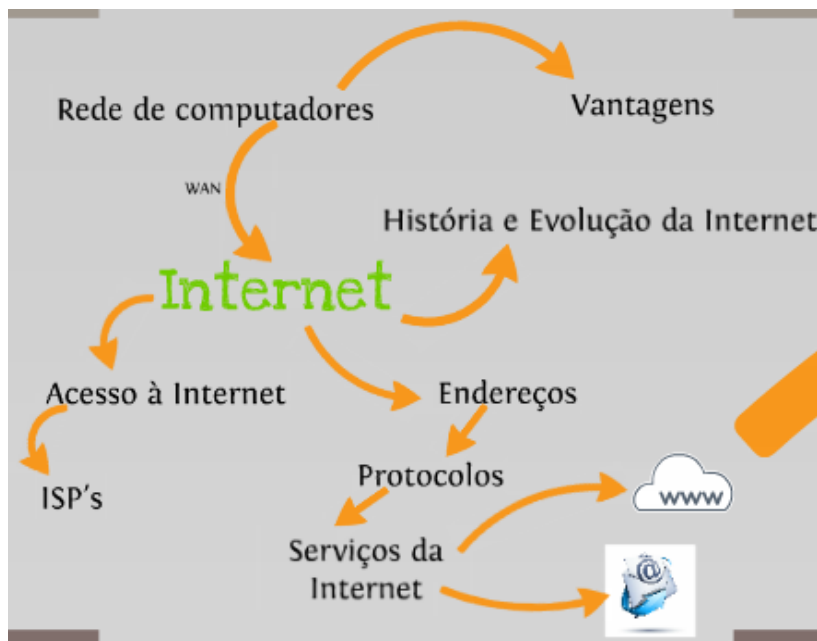 Rede de computadores
Vantagens
WAN
História e Evolução da Internet
Internet
Acesso à Internet
Endereços
Protocolos
ISP's
www
Serviços da
Internet
@